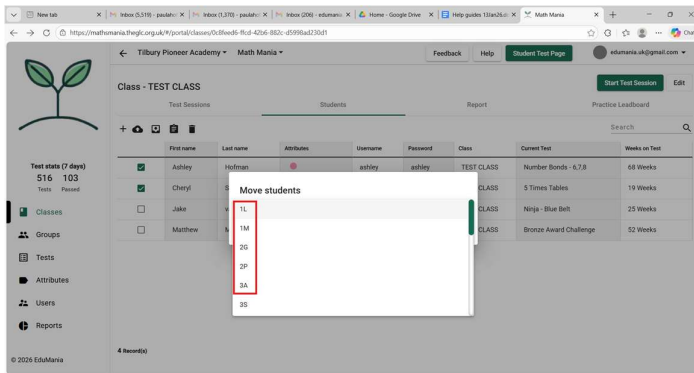 New tab
Inbox (5,519) - paulaho
Inbox (1,370) - paulaho
Inbox (206) - edumania
Home - Google Drive
Help guides 13Jan26.d
Math Mania
https://mathsmania.theglc.org.uk/#/portal/classes/0c8feed6-ffcd-42b6-882c-d5998ad230d1
Chat
Tilbury Pioneer Academy Math Mania
Feedback Help Student Test Page edumania.uk@gmail.com
Class - TEST CLASS
Start Test Session Edit
Test Sessions Students Report Practice Leadboard
Search
First name Last name Attributes Username Password Class Current Test Weeks on Test
Ashley Hofman ashley ashley TEST CLASS Number Bonds - 6,7,8 68 Weeks
Cheryl S CLASS 5 Times Tables 19 Weeks
Jake CLASS Ninja - Blue Belt 25 Weeks
Matthew M CLASS Bronze Award Challenge 52 Weeks
Test stats (7 days)
516 103
Tests Passed
Classes
Groups
Tests
Attributes
Users
Reports
© 2026 EduMania
Move students
1L
1M
2G
2P
3A
3S
4 Record(s)